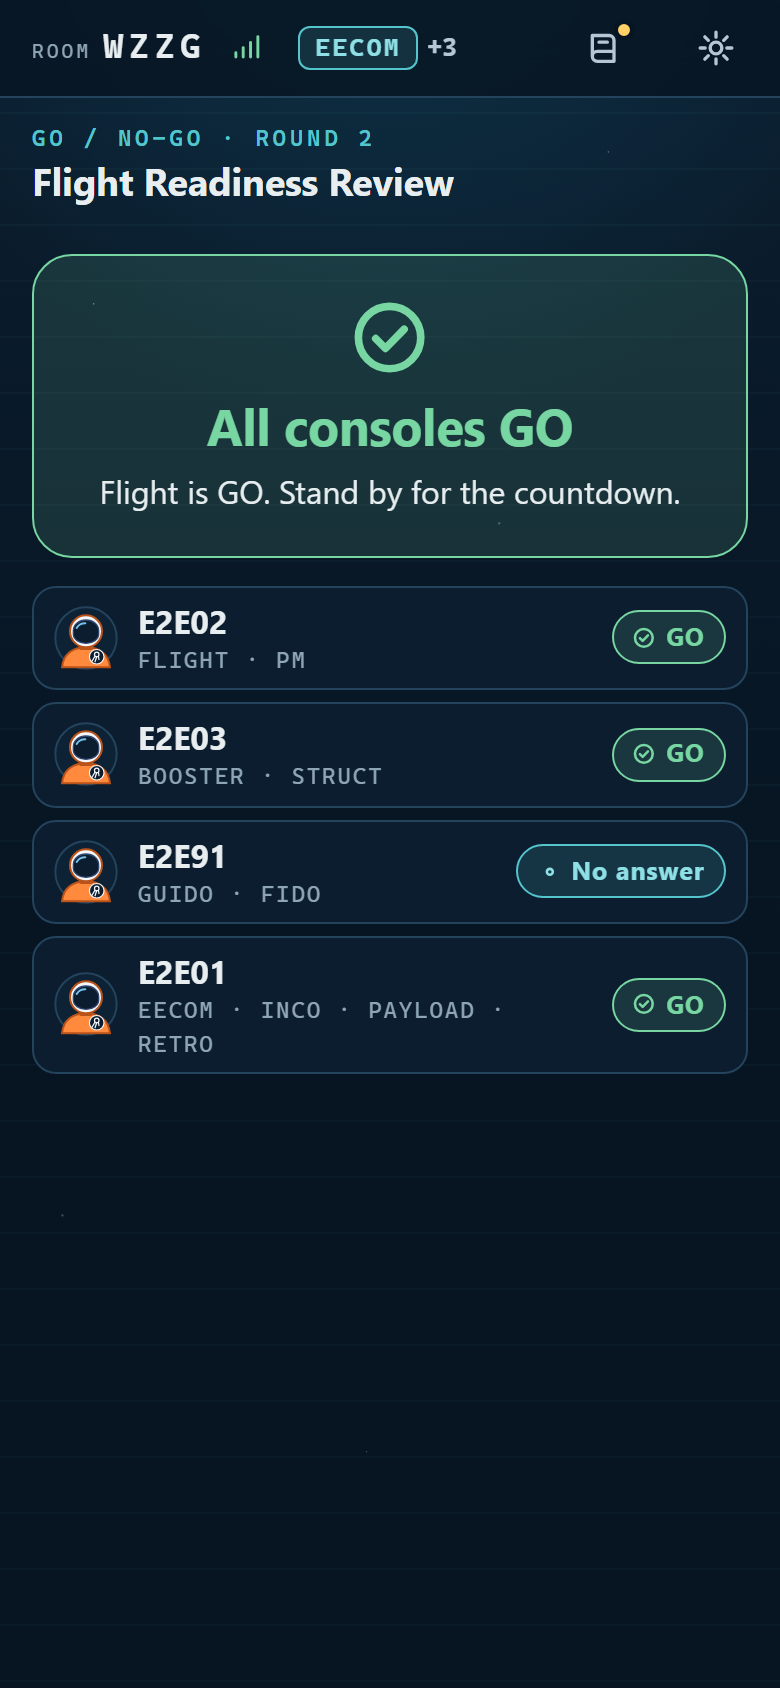 ROOM WZZG EECOM +3
GO / NO-GO · ROUND 2
Flight Readiness Review
All consoles GO
Flight is GO. Stand by for the countdown.
E2E02
FLIGHT · PM
GO
E2E03
BOOSTER · STRUCT
GO
E2E91
GUIDO · FIDO
No answer
E2E01
EECOM · INCO · PAYLOAD ·
RETRO
GO